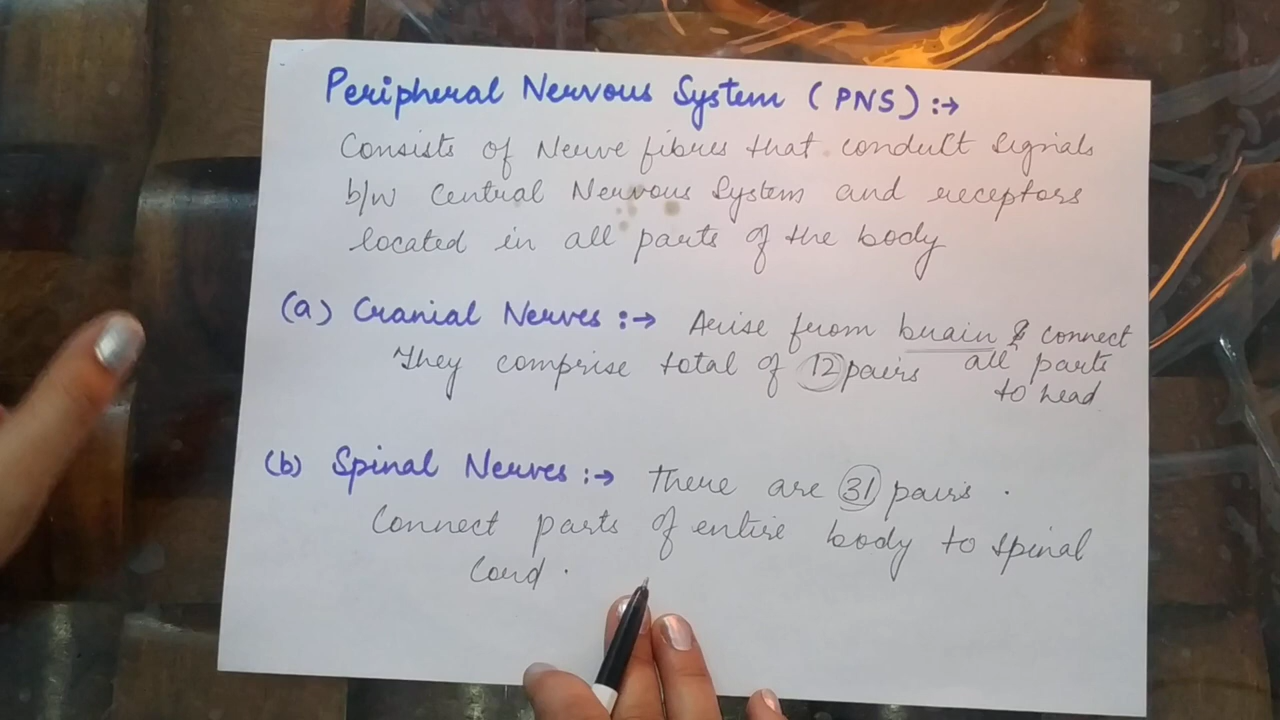 Peripheral Nervous System (PNS) :→
Consists of Nerve fibres that conduct signals
b/w Central Nervous System and receptors
located in all parts of the body
(a) Cranial Nerves :→ Arise from brain & connect
They comprise total of 12 pairs all parts
to head
(b) Spinal Nerves :→ There are 31 pairs .
Connect parts of entire body to spinal
Cord .